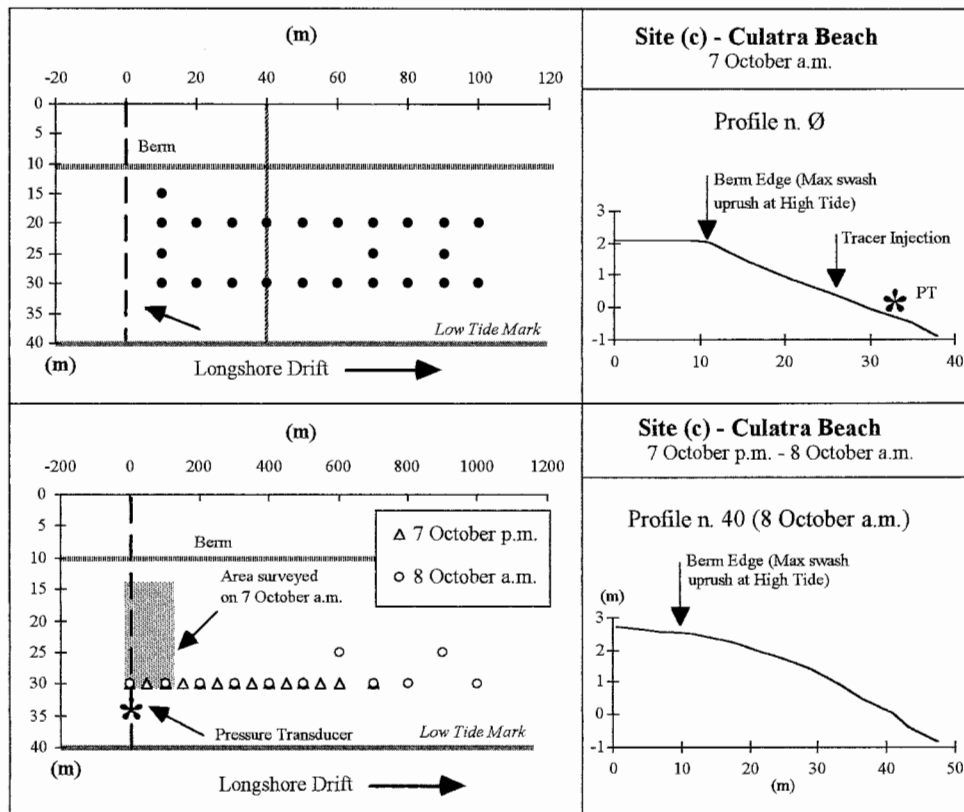 (m)
-20 0 20 40 60 80 100 120
0
5
10
15
20
25
30
35
40
Berm
Low Tide Mark
(m)
Longshore Drift
Site (c) - Culatra Beach
7 October a.m.
Profile n. Ø
Berm Edge (Max swash
uprush at High Tide)
Tracer Injection
PT
3
2
1
0
-1
0 10 20 30 40
(m)
-200 0 200 400 600 800 1000 1200
0
5
10
15
20
25
30
35
40
Berm
7 October p.m.
8 October a.m.
Area surveyed
on 7 October a.m.
Pressure Transducer
Low Tide Mark
(m)
Longshore Drift
Site (c) - Culatra Beach
7 October p.m. - 8 October a.m.
Profile n. 40 (8 October a.m.)
Berm Edge (Max swash
uprush at High Tide)
(m)
3
2
1
0
-1
0 10 20 30 40 50
(m)